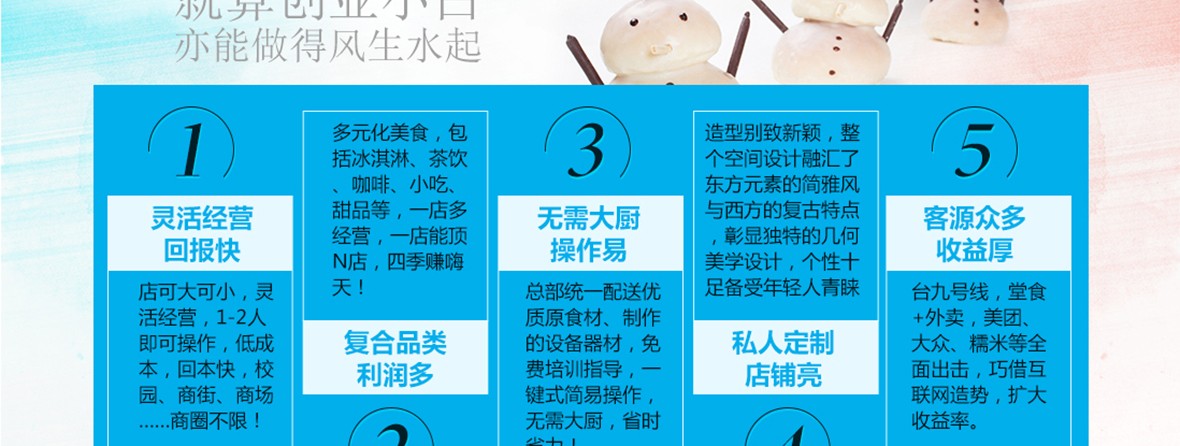 就算创业小白
亦能做得风生水起
1
灵活经营
回报快
店可大可小，灵
活经营，1-2人
即可操作，低成
本，回本快，校
园、商街、商场
......商圈不限！
多元化美食，包
括冰淇淋、茶饮
、咖啡、小吃、
甜品等，一店多
经营，一店能顶
N店，四季赚嗨
天！
复合品类
利润多
2
3
无需大厨
操作易
总部统一配送优
质原食材、制作
的设备器材，免
费培训指导，一
键式简易操作，
无需大厨，省时
省力！
造型别致新颖，整
个空间设计融汇了
东方元素的简雅风
与西方的复古特点
，彰显独特的几何
美学设计，个性十
足备受年轻人青睐
私人定制
店铺亮
4
5
客源众多
收益厚
台九号线，堂食
+外卖，美团、
大众、糯米等全
面出击，巧借互
联网造势，扩大
收益率。